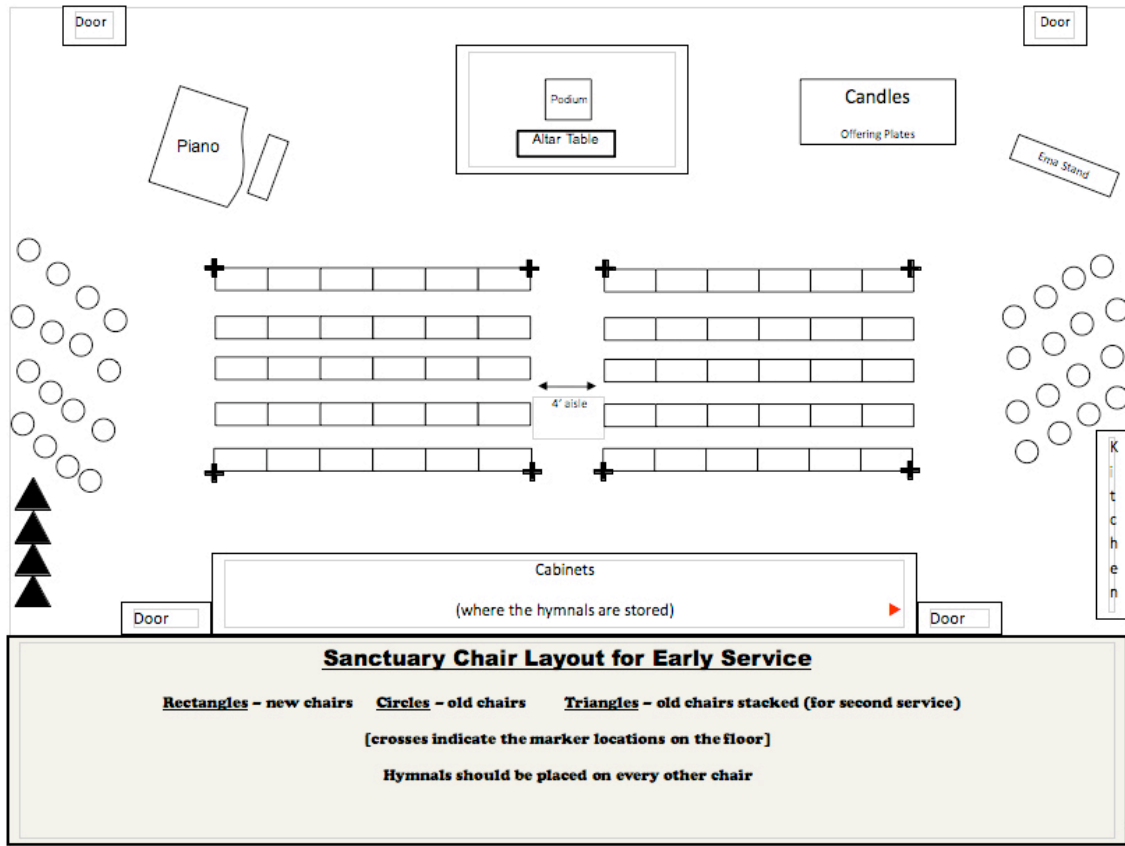 Door
Door
Podium
Altar Table
Candles
Offering Plates
Piano
Ema Stand
4' aisle
Kitchen
Cabinets
(where the hymnals are stored)
Door
Door
Sanctuary Chair Layout for Early Service
Rectangles – new chairs Circles – old chairs Triangles – old chairs stacked (for second service)
[crosses indicate the marker locations on the floor]
Hymnals should be placed on every other chair